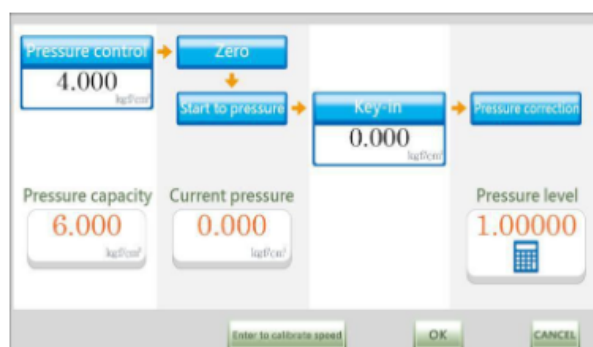 Pressure control
4.000
kgf/cm²
Zero
Start to pressure
Key-in
0.000
kgf/cm²
Pressure correction
Pressure capacity
6.000
kgf/cm²
Current pressure
0.000
kgf/cm²
Pressure level
1.00000
Enter to calibrate speed
OK
CANCEL